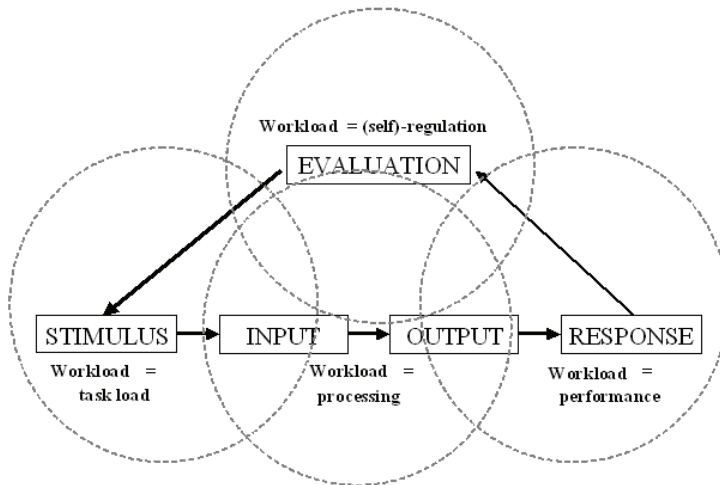 Workload = (self)-regulation
EVALUATION
STIMULUS
INPUT
OUTPUT
RESPONSE
Workload =
task load
Workload =
processing
Workload =
performance